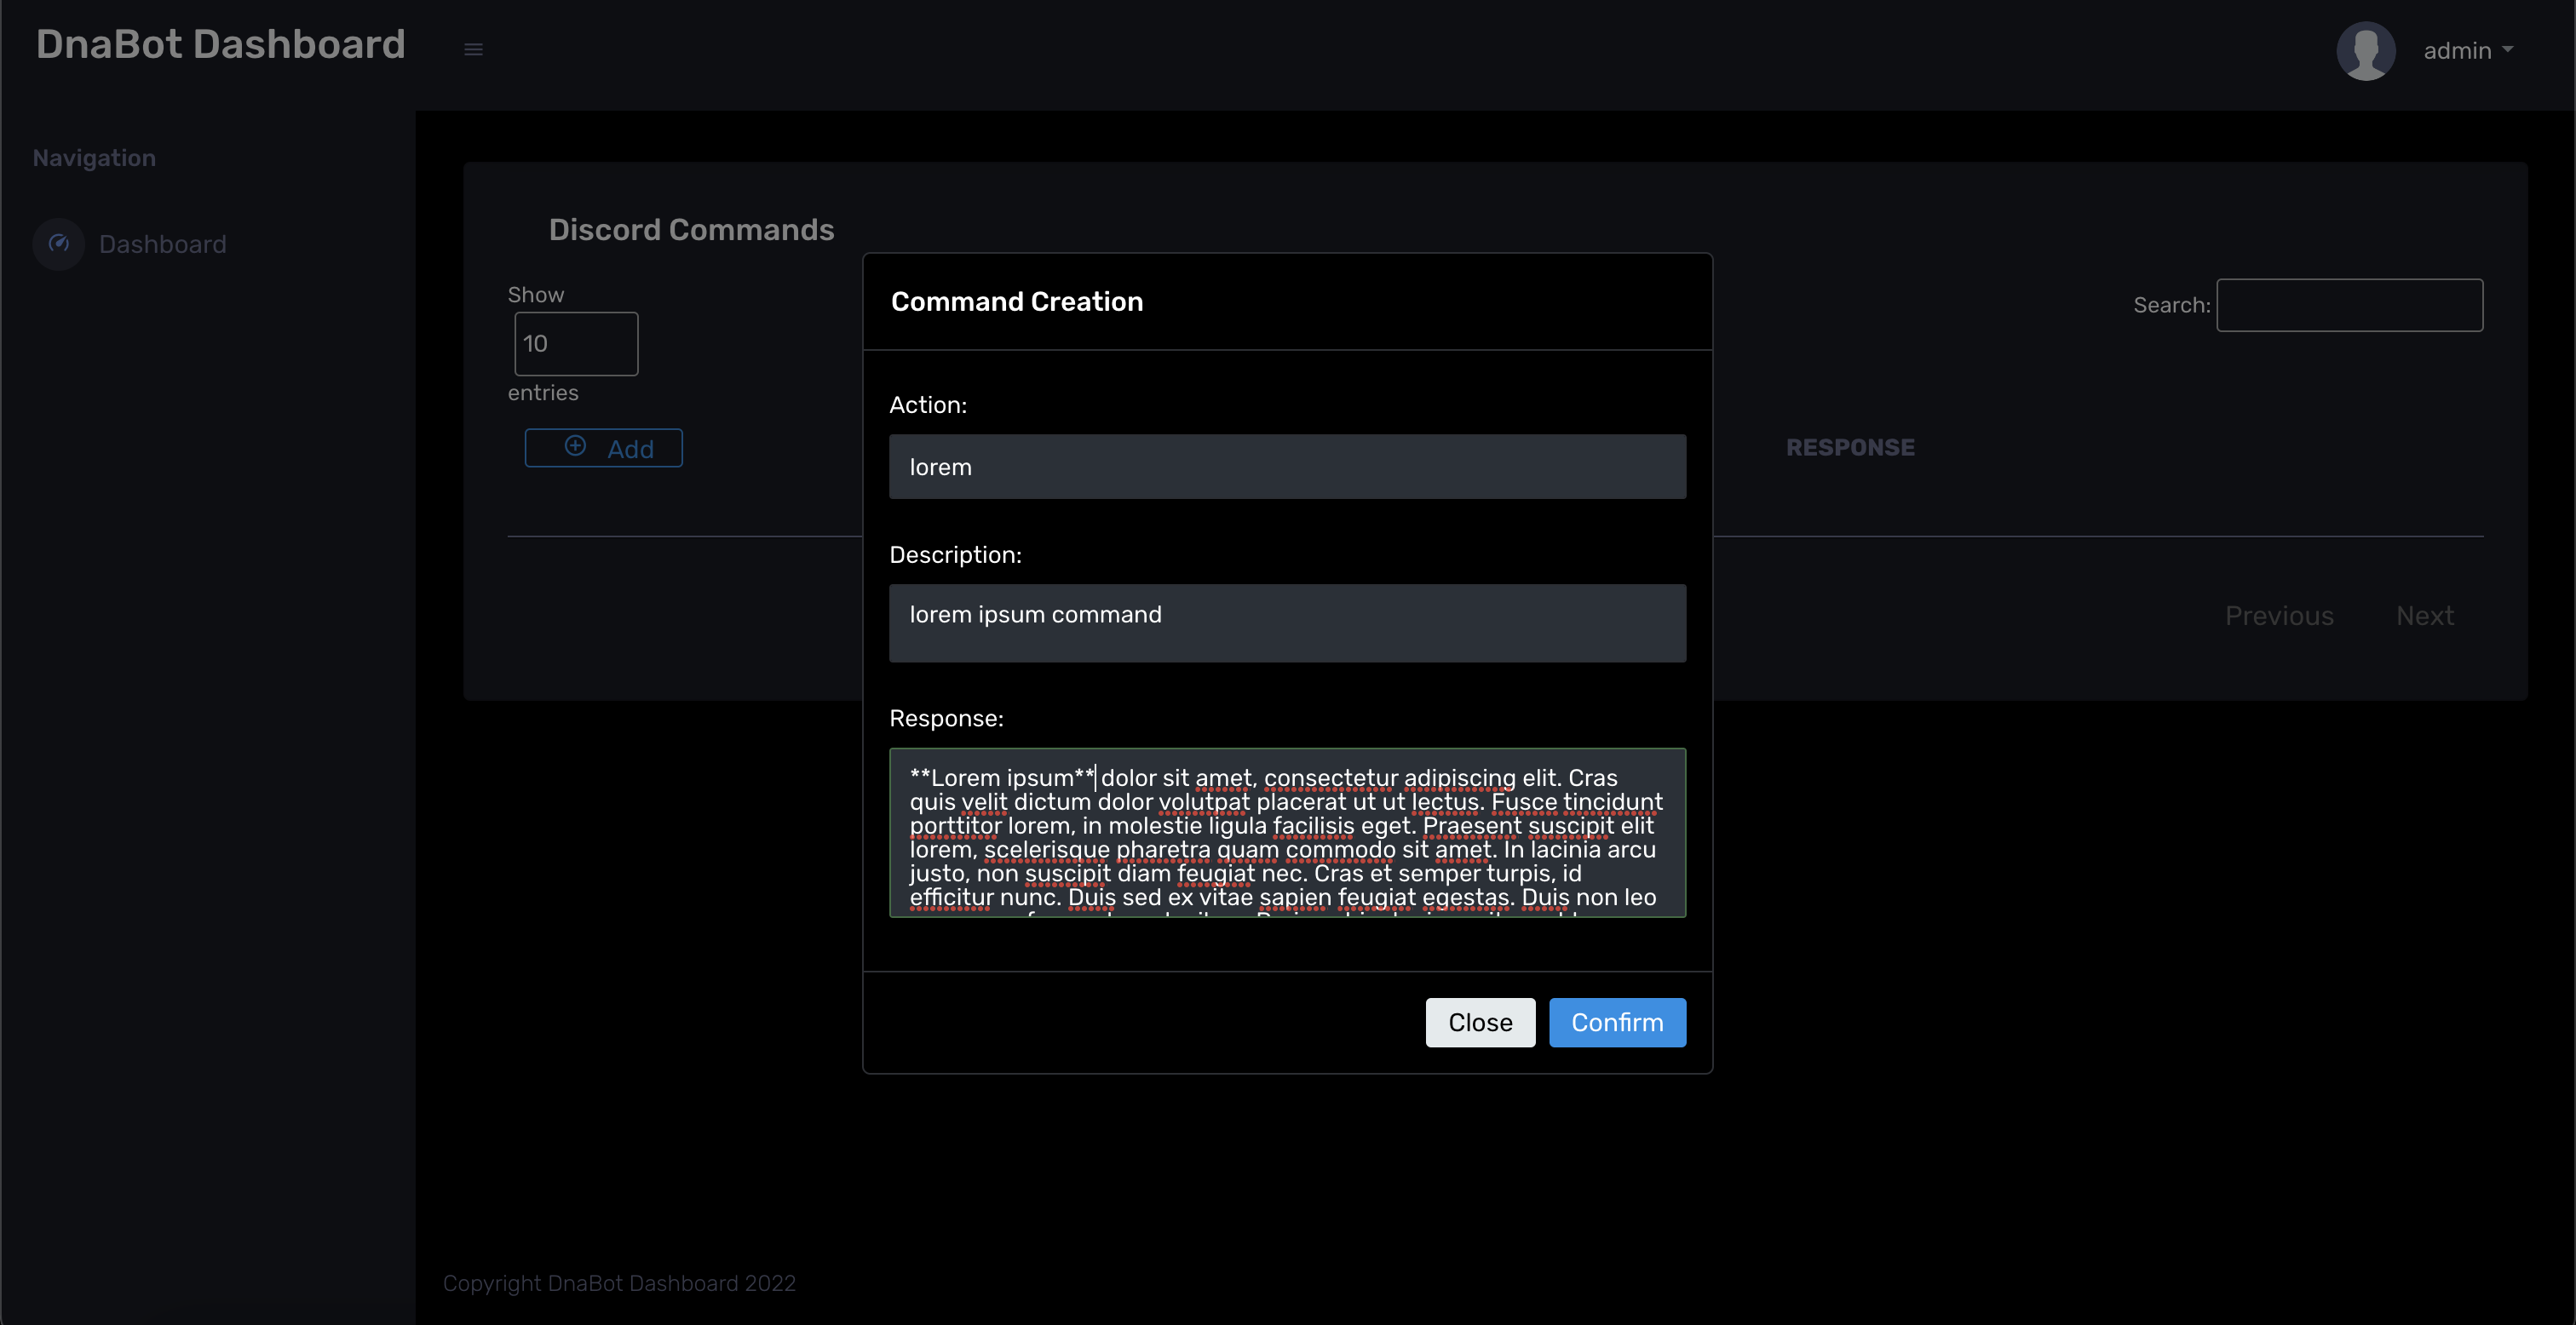 DnaBot Dashboard
admin
Navigation
Dashboard
Discord Commands
Show
10
entries
Search:
Add
RESPONSE
Previous Next
Command Creation
Action:
lorem
Description:
lorem ipsum command
Response:
**Lorem ipsum** dolor sit amet, consectetur adipiscing elit. Cras
quis velit dictum dolor volutpat placerat ut ut lectus. Fusce tincidunt
porttitor lorem, in molestie ligula facilisis eget. Praesent suscipit elit
lorem, scelerisque pharetra quam commodo sit amet. In lacinia arcu
justo, non suscipit diam feugiat nec. Cras et semper turpis, id
efficitur nunc. Duis sed ex vitae sapien feugiat egestas. Duis non leo
Close Confirm
Copyright DnaBot Dashboard 2022